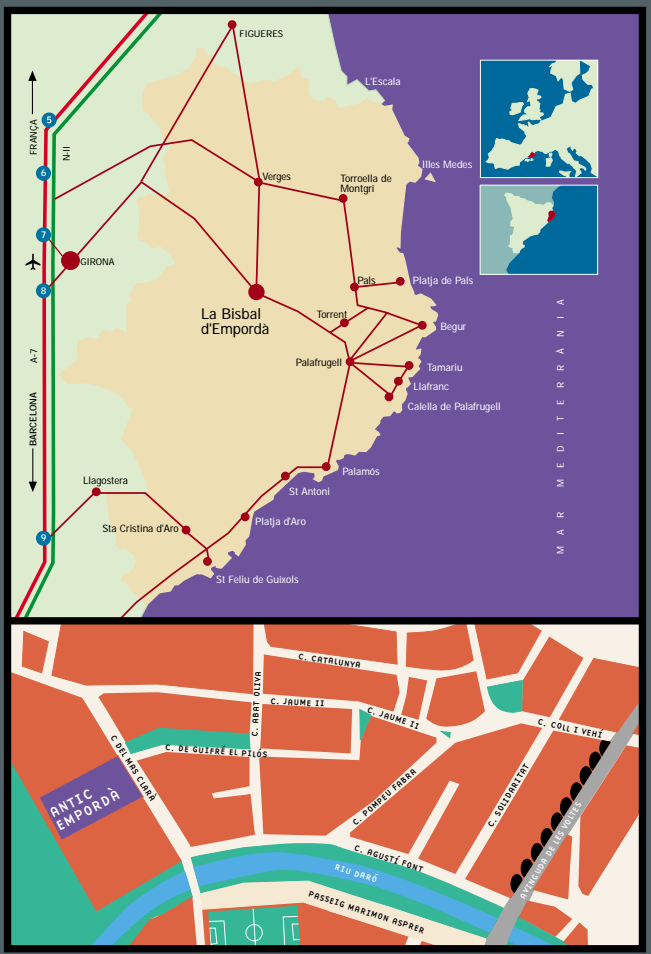 FIGUERES
L'Escala
5
FRANÇA
N-II
Illes Medes
6
Verges
Torroella de
Montgrí
7
GIRONA
8
Pals
Platja de Pals
La Bisbal
d'Empordà
Torrent
Begur
MAR MEDITERRÀNIA
A-7
Palafrugell
Tamariu
Llafranc
Calella de Palafrugell
BARCELONA
Palamós
Llagostera
St Antoni
Sta Cristina d'Aro
Platja d'Aro
9
St Feliu de Guíxols
C. CATALUNYA
C. ABAT OLIVA
C. JAUME II
C. JAUME II
C. COLL I VEHÍ
C. DEL MAS CLARÀ
C. DE GUIFRÉ EL PILÓS
ANTIC
EMPORDÀ
C. POMPEU FABRA
C. SOLIDARITAT
AVINGUDA DE LES VOLTES
C. AGUSTÍ FONT
RIU DARÓ
PASSEIG MARIMON ASPRER